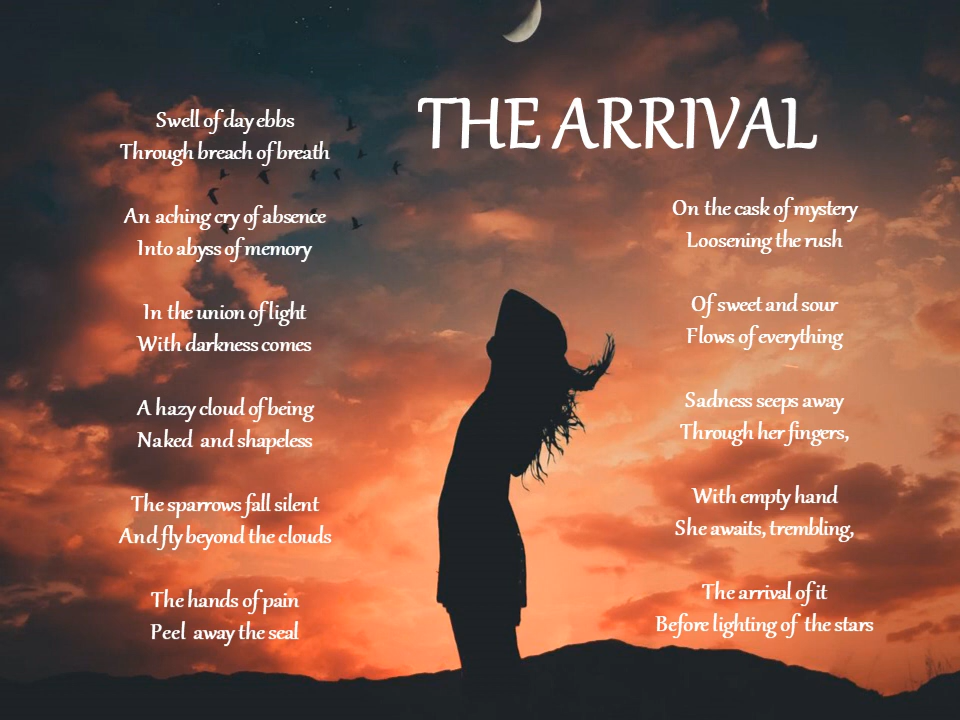 THE ARRIVAL
Swell of day ebbs
Through breach of breath
An aching cry of absence
Into abyss of memory
In the union of light
With darkness comes
A hazy cloud of being
Naked and shapeless
The sparrows fall silent
And fly beyond the clouds
The hands of pain
Peel away the seal
On the cask of mystery
Loosening the rush
Of sweet and sour
Flows of everything
Sadness seeps away
Through her fingers,
With empty hand
She awaits, trembling,
The arrival of it
Before lighting of the stars